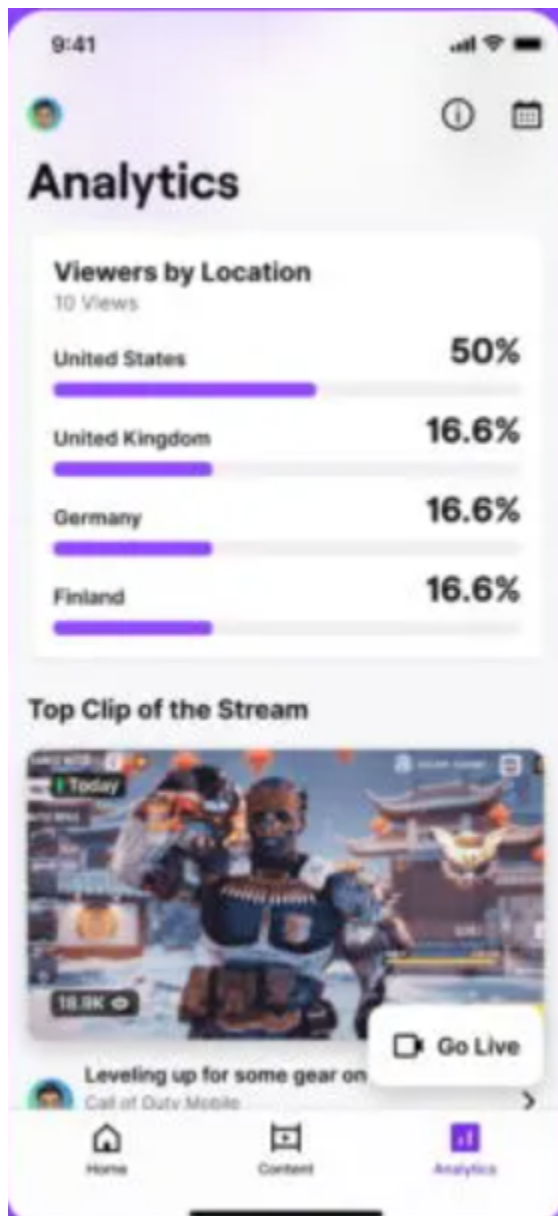 9:41
Analytics
Viewers by Location
10 Views
United States
50%
United Kingdom
16.6%
Germany
16.6%
Finland
16.6%
Top Clip of the Stream
Today
18.9K
Go Live
Leveling up for some gear on
Call of Duty Mobile
Home
Content
Analytics